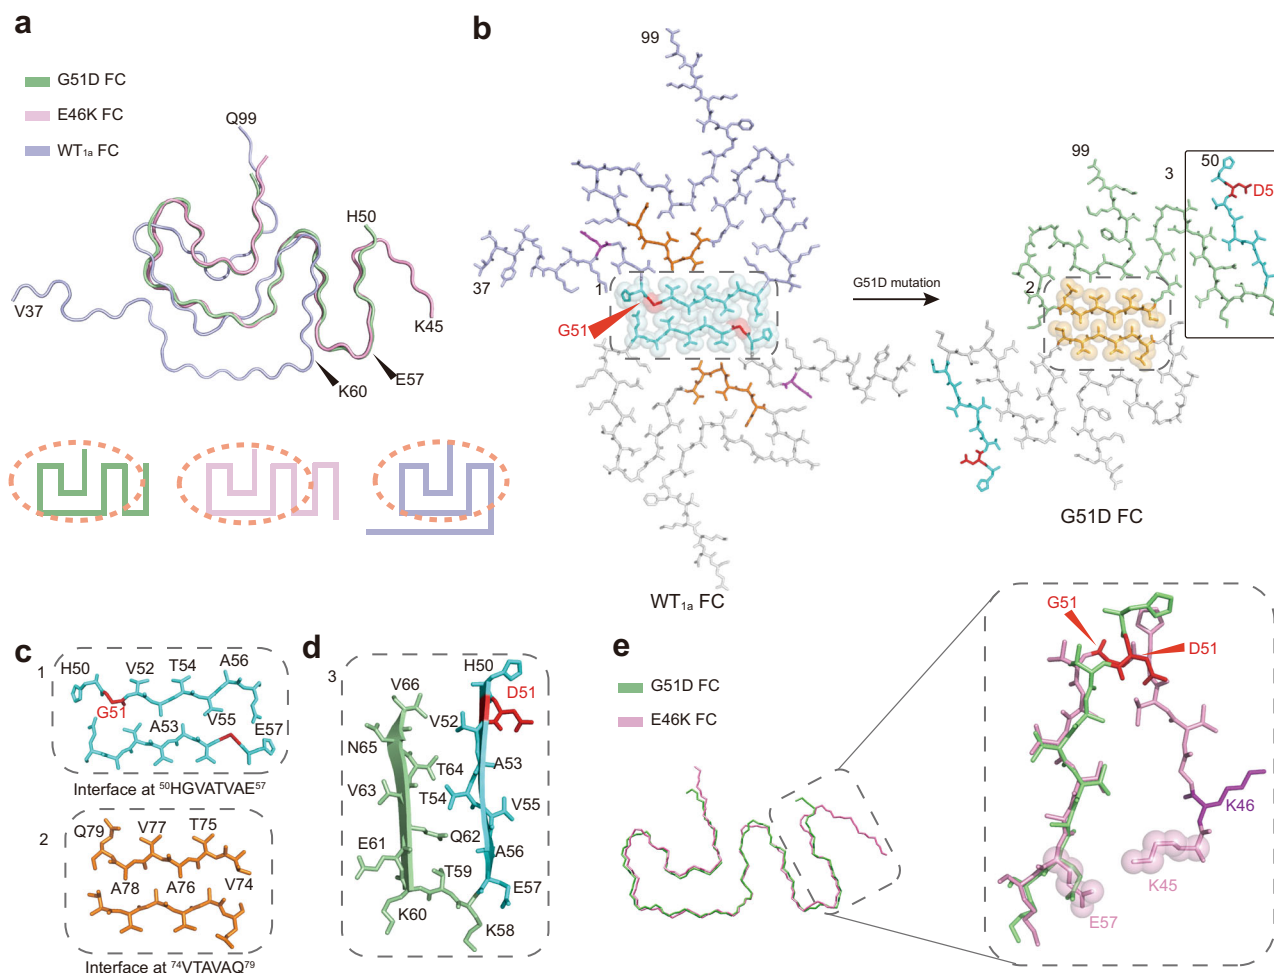 a
G51D FC
E46K FC
WT1a FC
Q99
H50
V37
K45
K60
E57
b
99
37
1
G51
WT1a FC
G51D mutation
99
3
50
D5
2
G51D FC
c
1
H50
V52
T54
A56
G51
A53
V55
E57
Interface at 50HGVATVAE57
2
Q79
V77
T75
A78
A76
V74
Interface at 74VTAVAQ79
d
3
H50
V66
D51
V52
N65
T64
A53
V63
T54
V55
Q62
E61
A56
T59
E57
K60
K58
e
G51D FC
E46K FC
G51
D51
K46
K45
E57